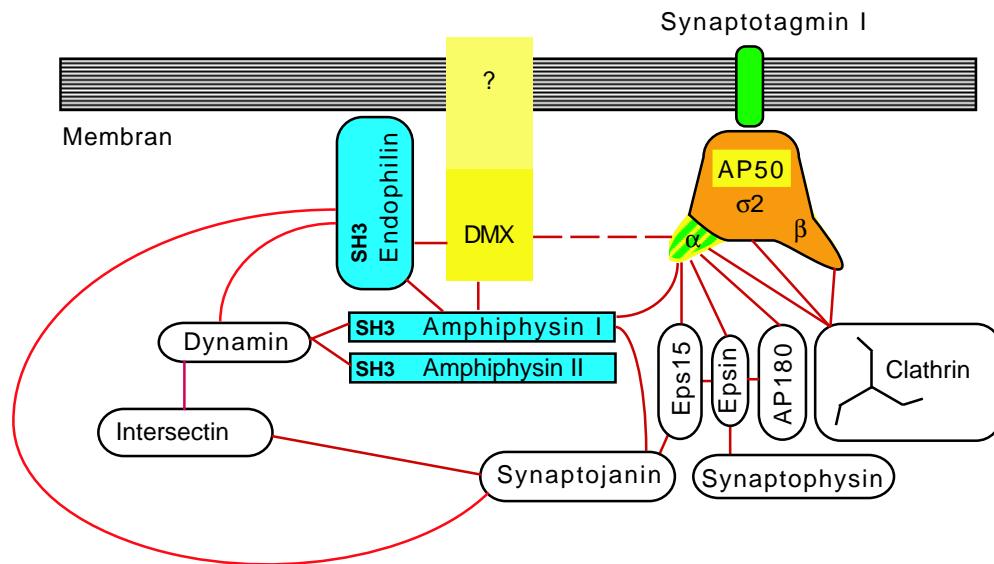 Synaptotagmin I
?
Membran
SH3 Endophilin
AP50
σ2
DMX
α
β
SH3 Amphiphysin I
Dynamin
SH3 Amphiphysin II
Eps15
Epsin
AP180
Clathrin
Intersectin
Synaptojanin
Synaptophysin